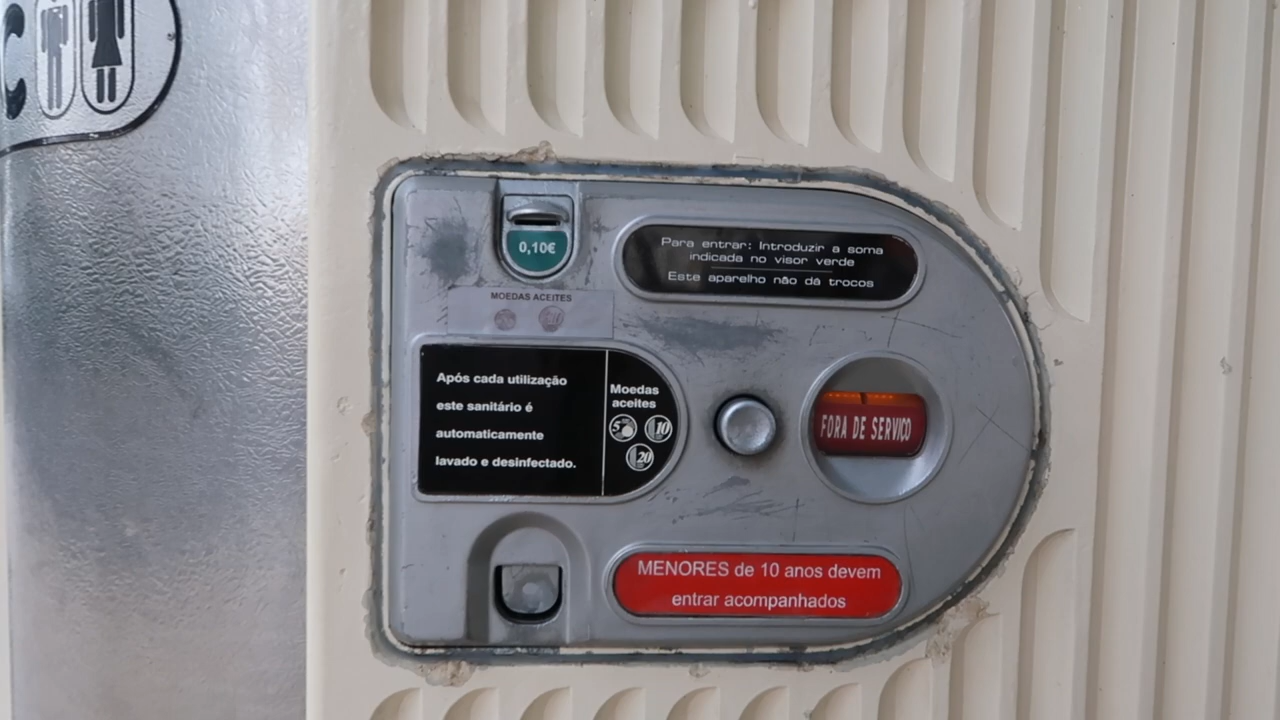 C
0,10€
Para entrar: Introduzir a soma
indicada no visor verde
Este aparelho não dá trocos
MOEDAS ACEITES
Após cada utilização
este sanitário é
automaticamente
lavado e desinfectado.
Moedas
aceites
5 10
20
FORA DE SERVIÇO
MENORES de 10 anos devem
entrar acompanhados